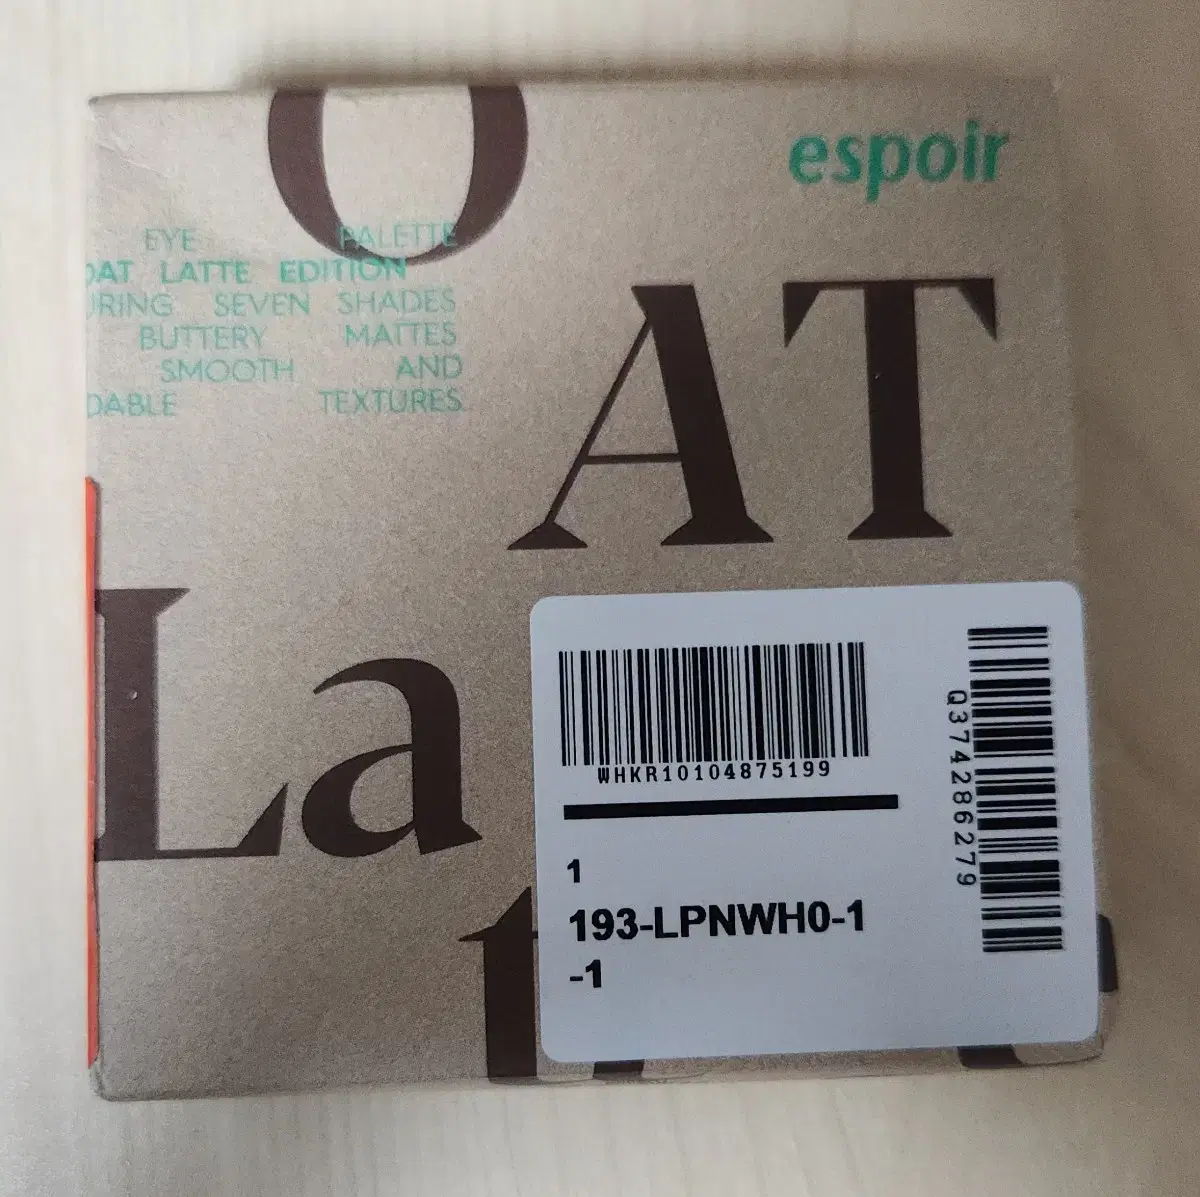 O
espoir
EYE PALETTE
OAT LATTE EDITION
URING SEVEN SHADES
BUTTERY MATTES
SMOOTH AND
DABLE TEXTURES.
AT
La
WHKR10104875199
Q374286279
1
193-LPNWH0-1
-1